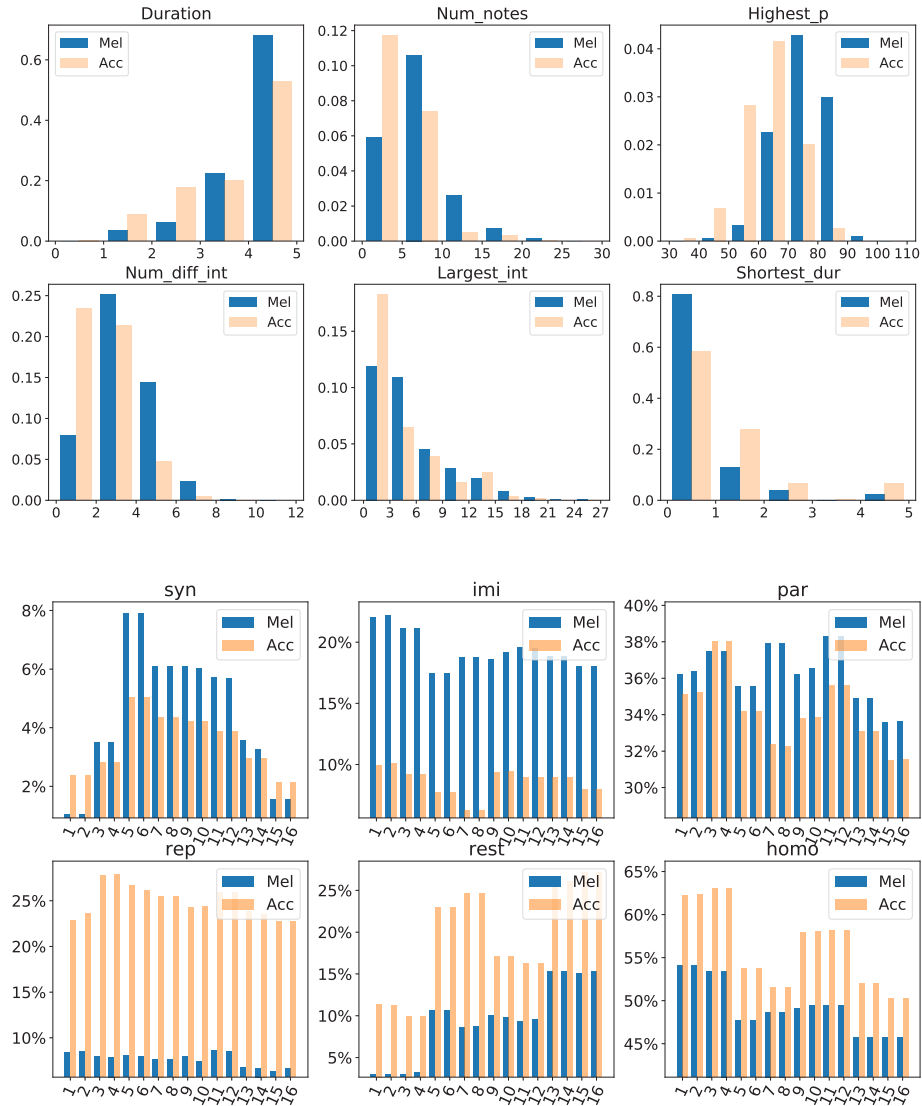 Duration
Mel
Acc
0.6
0.4
0.2
0.0
0 1 2 3 4 5
Num_notes
Mel
Acc
0.12
0.10
0.08
0.06
0.04
0.02
0.00
0 5 10 15 20 25 30
Highest_p
Mel
Acc
0.04
0.03
0.02
0.01
0.00
30 40 50 60 70 80 90 100 110
Num_diff_int
Mel
Acc
0.25
0.20
0.15
0.10
0.05
0.00
0 2 4 6 8 10 12
Largest_int
Mel
Acc
0.15
0.10
0.05
0.00
0 3 6 9 12 15 18 21 24 27
Shortest_dur
Mel
Acc
0.8
0.6
0.4
0.2
0.0
0 1 2 3 4 5
syn
Mel
Acc
8%
6%
4%
2%
1 2 3 4 5 6 7 8 9 10 11 12 13 14 15 16
imi
Mel
Acc
20%
15%
10%
1 2 3 4 5 6 7 8 9 10 11 12 13 14 15 16
par
Mel
Acc
40%
38%
36%
34%
32%
30%
1 2 3 4 5 6 7 8 9 10 11 12 13 14 15 16
rep
Mel
Acc
25%
20%
15%
10%
1 2 3 4 5 6 7 8 9 10 11 12 13 14 15 16
rest
Mel
Acc
25%
20%
15%
10%
5%
1 2 3 4 5 6 7 8 9 10 11 12 13 14 15 16
homo
Mel
Acc
65%
60%
55%
50%
45%
1 2 3 4 5 6 7 8 9 10 11 12 13 14 15 16